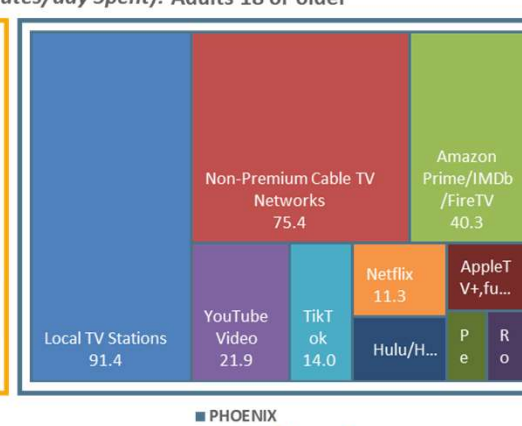 Adults 18 or older
Local TV Stations
91.4
Non-Premium Cable TV
Networks
75.4
Amazon
Prime/IMDb
/FireTV
40.3
YouTube
Video
21.9
TikT
ok
14.0
Netflix
11.3
Hulu/H...
AppleT
V+,fu...
P
e
R
o
PHOENIX